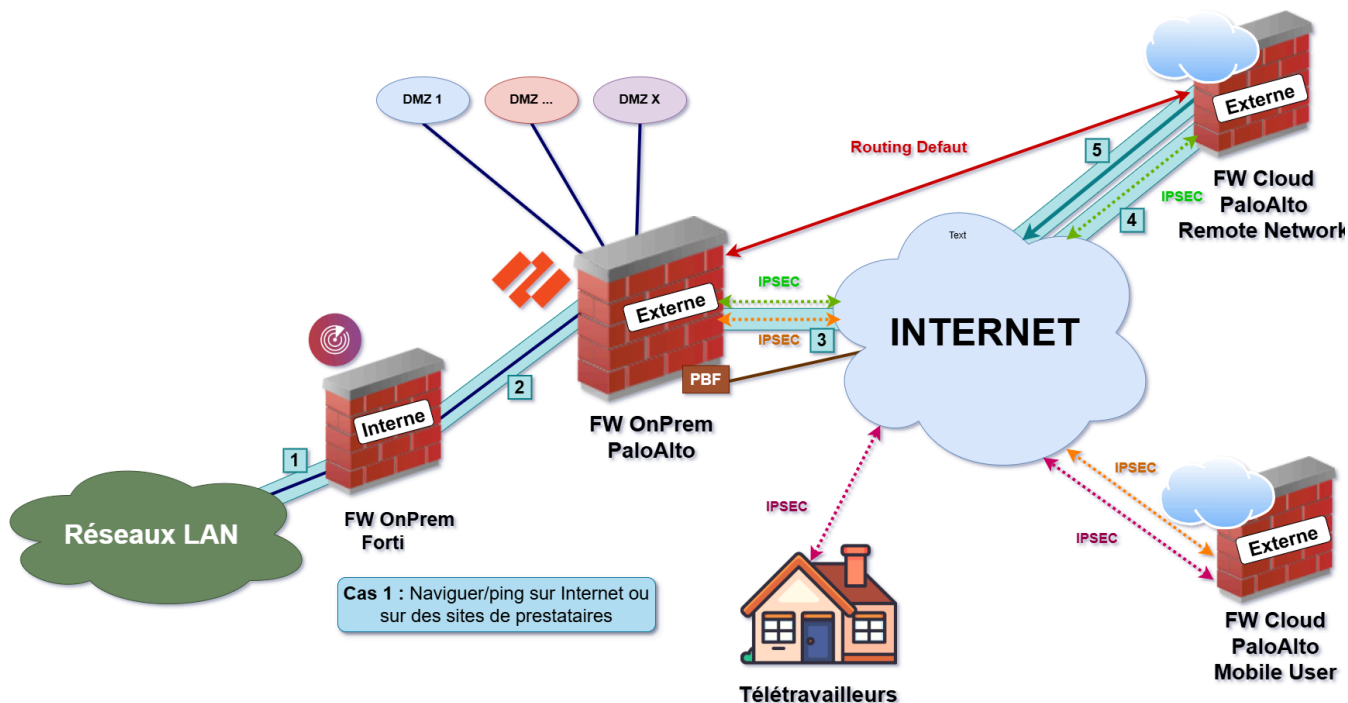 DMZ 1
DMZ ...
DMZ X
Externe
Routing Defaut
5
IPSEC
4
FW Cloud
PaloAlto
Remote Network
Text
INTERNET
IPSEC
Externe
IPSEC
3
PBF
2
FW OnPrem
PaloAlto
Interne
1
Réseaux LAN
FW OnPrem
Forti
Cas 1 : Naviguer/ping sur Internet ou
sur des sites de prestataires
IPSEC
Télétravailleurs
IPSEC
IPSEC
Externe
FW Cloud
PaloAlto
Mobile User